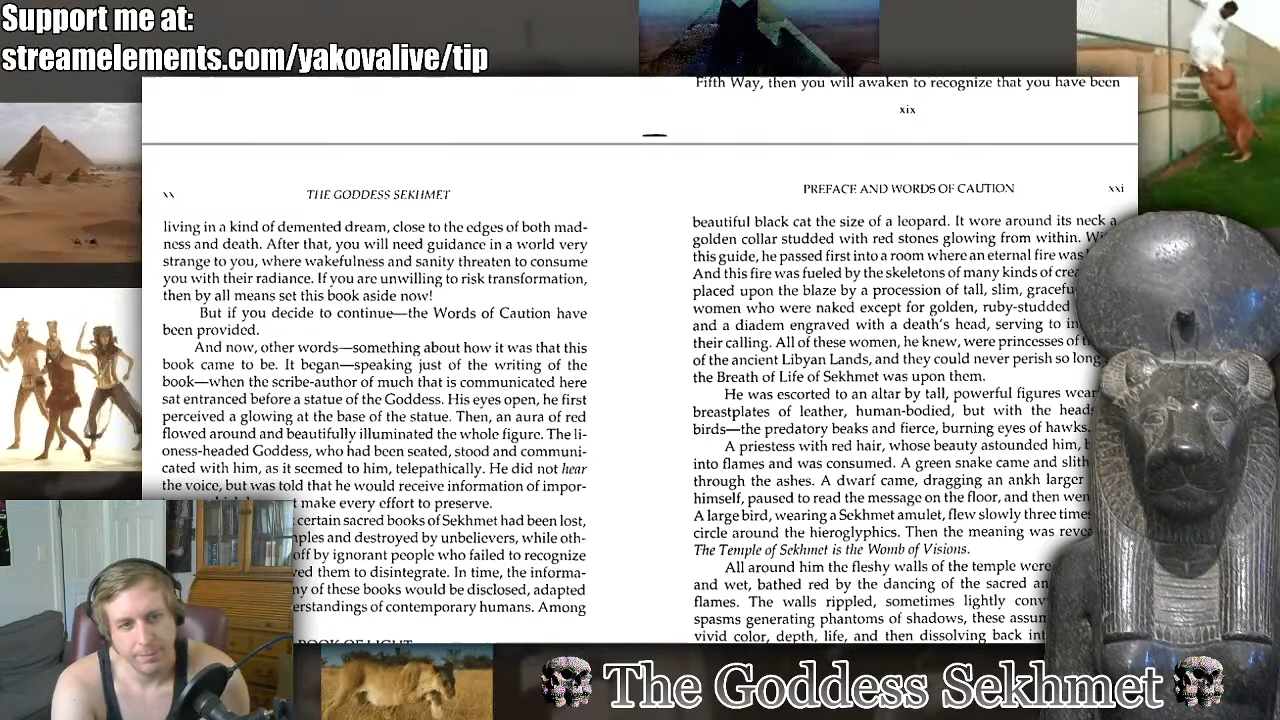 Support me at:
streamelements.com/yakovalive/tip
Fifth Way, then you will awaken to recognize that you have been
xix
xx
THE GODDESS SEKHMET
living in a kind of demented dream, close to the edges of both mad-
ness and death. After that, you will need guidance in a world very
strange to you, where wakefulness and sanity threaten to consume
you with their radiance. If you are unwilling to risk transformation,
then by all means set this book aside now!
But if you decide to continue—the Words of Caution have
been provided.
And now, other words—something about how it was that this
book came to be. It began—speaking just of the writing of the
book—when the scribe-author of much that is communicated here
sat entranced before a statue of the Goddess. His eyes open, he first
perceived a glowing at the base of the statue. Then, an aura of red
flowed around and beautifully illuminated the whole figure. The li-
oness-headed Goddess, who had been seated, stood and communi-
cated with him, as it seemed to him, telepathically. He did not hear
the voice, but was told that he would receive information of impor-
t make every effort to preserve.
certain sacred books of Sekhmet had been lost,
ples and destroyed by unbelievers, while oth-
off by ignorant people who failed to recognize
ved them to disintegrate. In time, the informa-
ny of these books would be disclosed, adapted
erstandings of contemporary humans. Among
BOOK OF LIGHT
PREFACE AND WORDS OF CAUTION
xxi
beautiful black cat the size of a leopard. It wore around its neck a
golden collar studded with red stones glowing from within. W
this guide, he passed first into a room where an eternal fire was
And this fire was fueled by the skeletons of many kinds of crea
placed upon the blaze by a procession of tall, slim, gracefu
women who were naked except for golden, ruby-studded
and a diadem engraved with a death's head, serving to in
their calling. All of these women, he knew, were princesses of
of the ancient Libyan Lands, and they could never perish so long
the Breath of Life of Sekhmet was upon them.
He was escorted to an altar by tall, powerful figures wear
breastplates of leather, human-bodied, but with the heads
birds—the predatory beaks and fierce, burning eyes of hawks.
A priestess with red hair, whose beauty astounded him, b
into flames and was consumed. A green snake came and slith
through the ashes. A dwarf came, dragging an ankh larger
himself, paused to read the message on the floor, and then wen
A large bird, wearing a Sekhmet amulet, flew slowly three times
circle around the hieroglyphics. Then the meaning was revea
The Temple of Sekhmet is the Womb of Visions.
All around him the fleshy walls of the temple were
and wet, bathed red by the dancing of the sacred an
flames. The walls rippled, sometimes lightly conv
spasms generating phantoms of shadows, these assum
vivid color, depth, life, and then dissolving back int
The Goddess Sekhmet